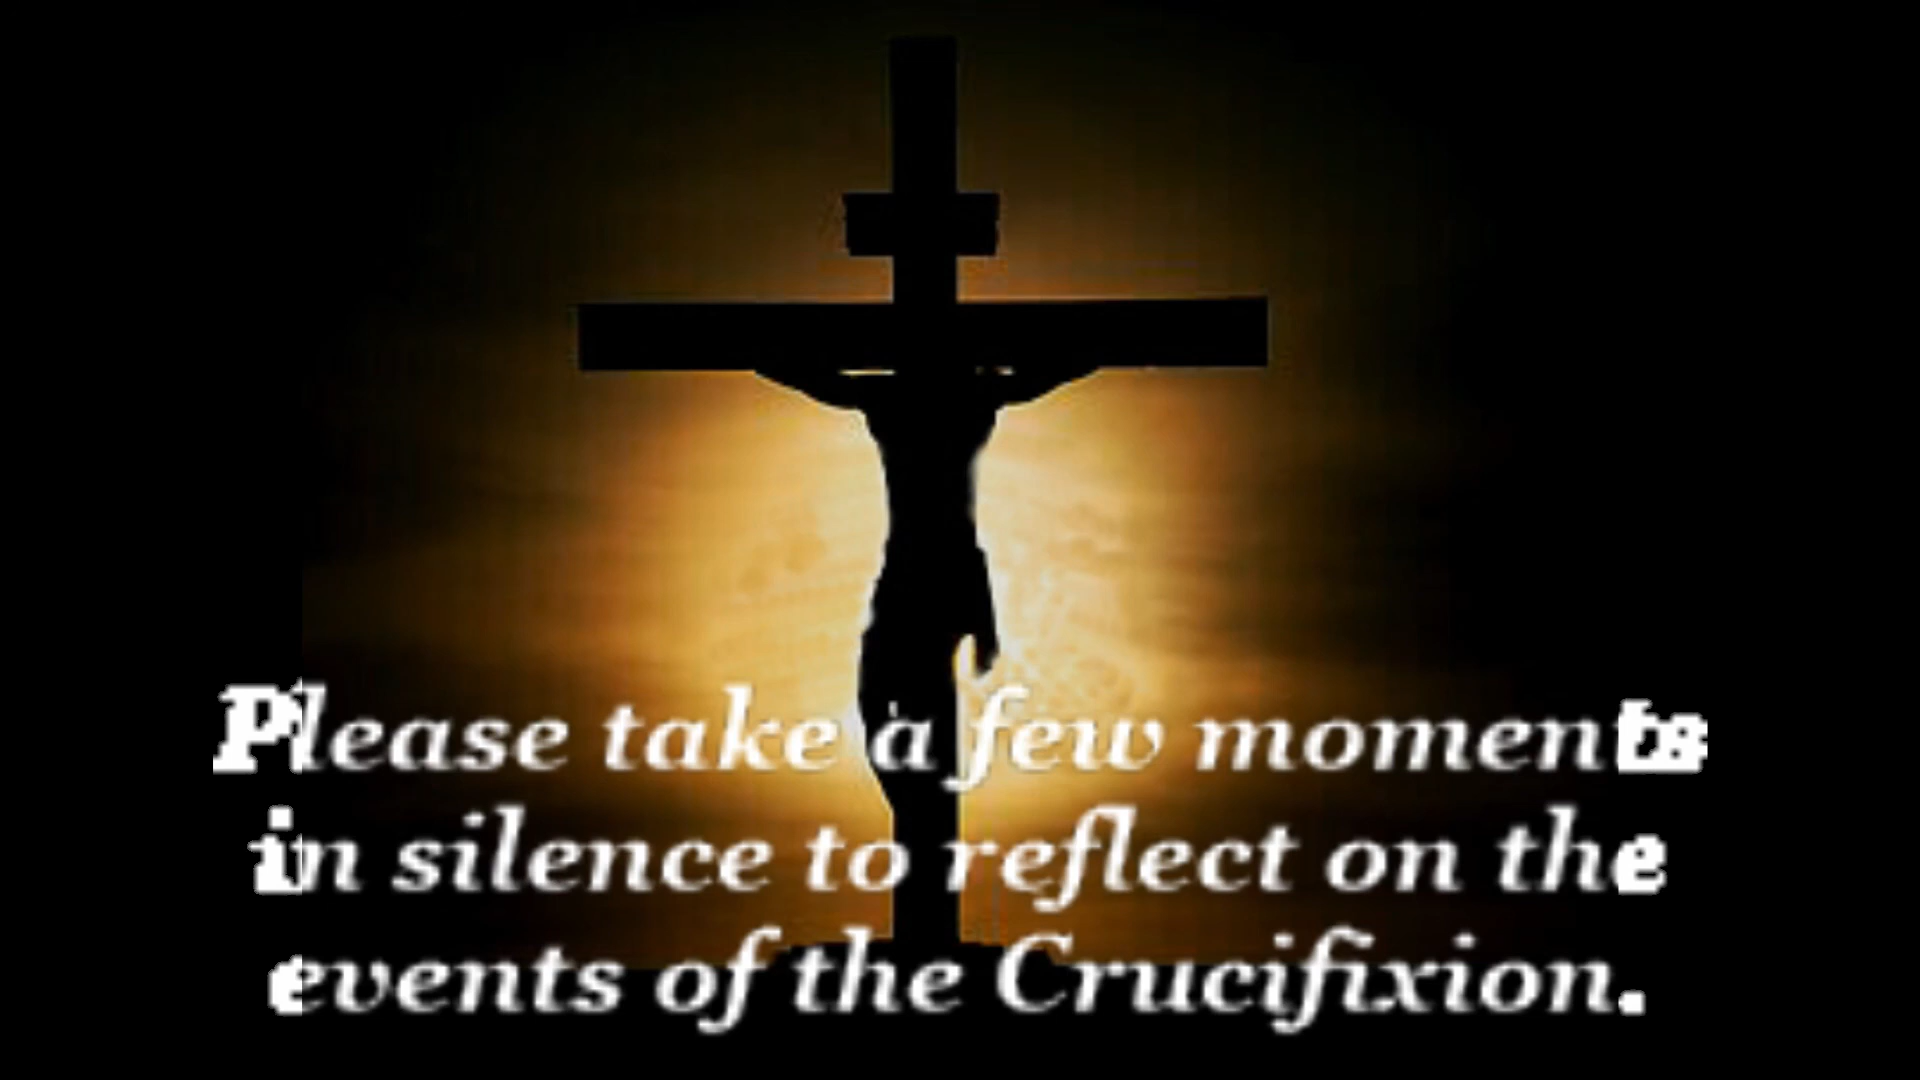 Please take a few moments
in silence to reflect on the
events of the Crucifixion.